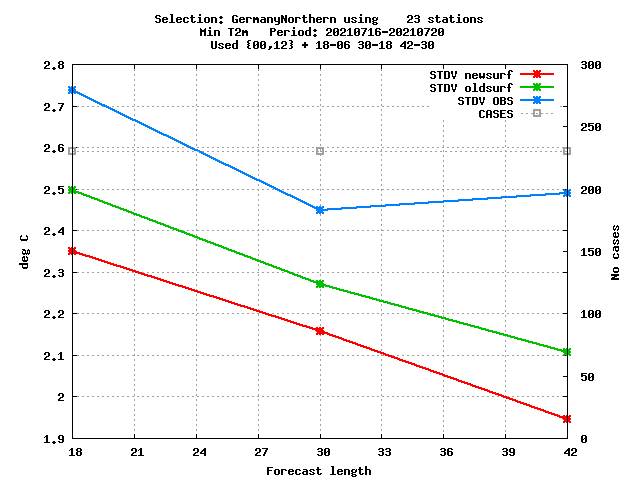 Selection: GermanyNorthern using    23 stations
Min T2m   Period: 20210716-20210720
Used {00,12} + 18-06 30-18 42-30
STDV newsurf
STDV oldsurf
STDV OBS
CASES
deg C
2.8
2.7
2.6
2.5
2.4
2.3
2.2
2.1
2
1.9
300
250
200
150
100
50
0
No cases
18 21 24 27 30 33 36 39 42
Forecast length